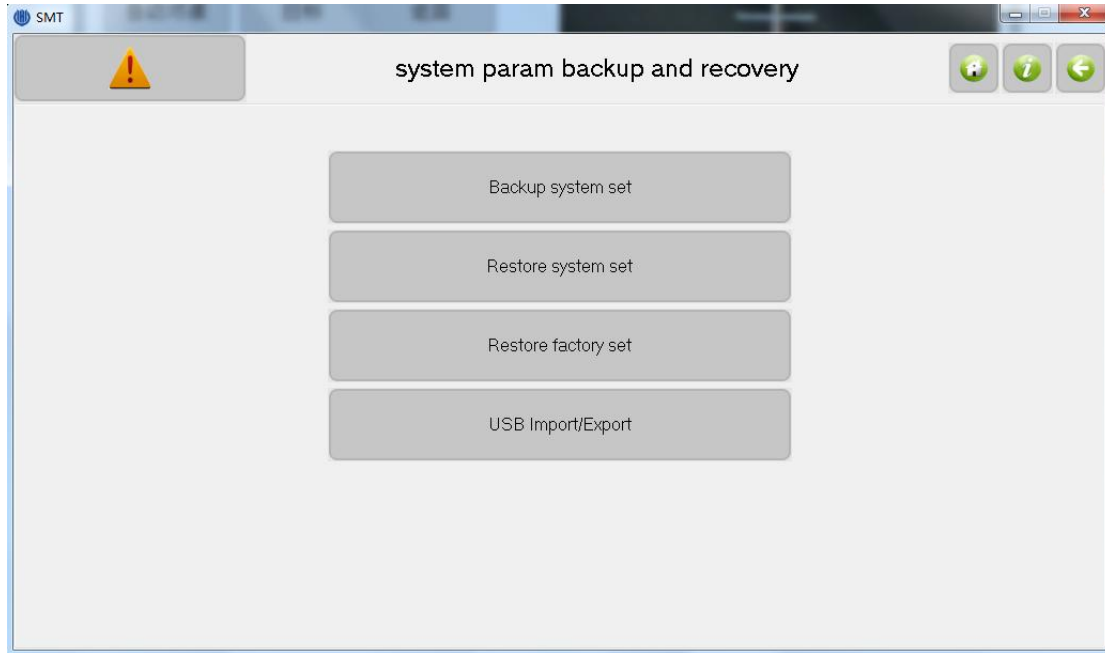 SMT
system param backup and recovery
Backup system set
Restore system set
Restore factory set
USB Import/Export